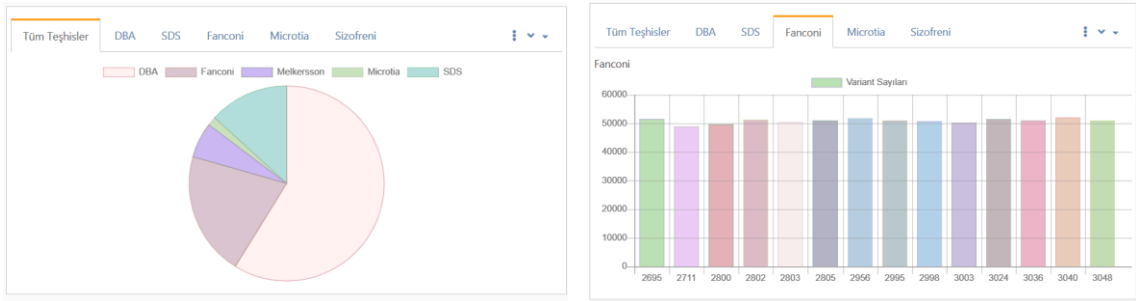 Tüm Teşhisler DBA SDS Fanconi Microtia Sizofreni
DBA Fanconi Melkersson Microtia SDS
Tüm Teşhisler DBA SDS Fanconi Microtia Sizofreni
Fanconi
Variant Sayıları
60000
50000
40000
30000
20000
10000
0
2695 2711 2800 2802 2803 2805 2956 2995 2998 3003 3024 3036 3040 3048